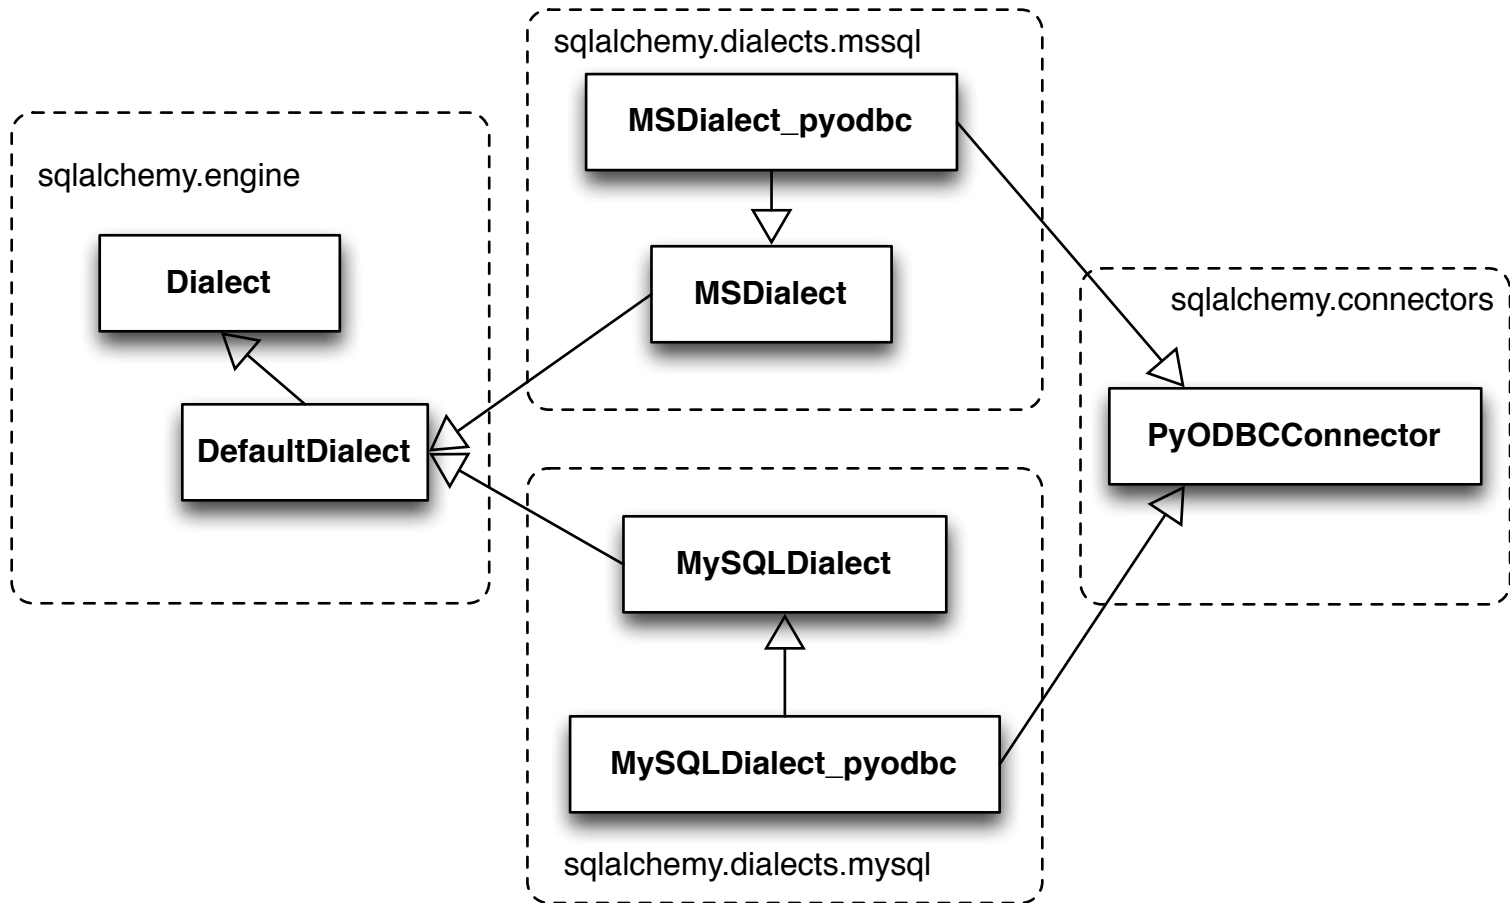 sqlalchemy.dialects.mssql
MSDialect_pyodbc
sqlalchemy.engine
Dialect
MSDialect
sqlalchemy.connectors
DefaultDialect
PyODBCConnector
MySQLDialect
MySQLDialect_pyodbc
sqlalchemy.dialects.mysql